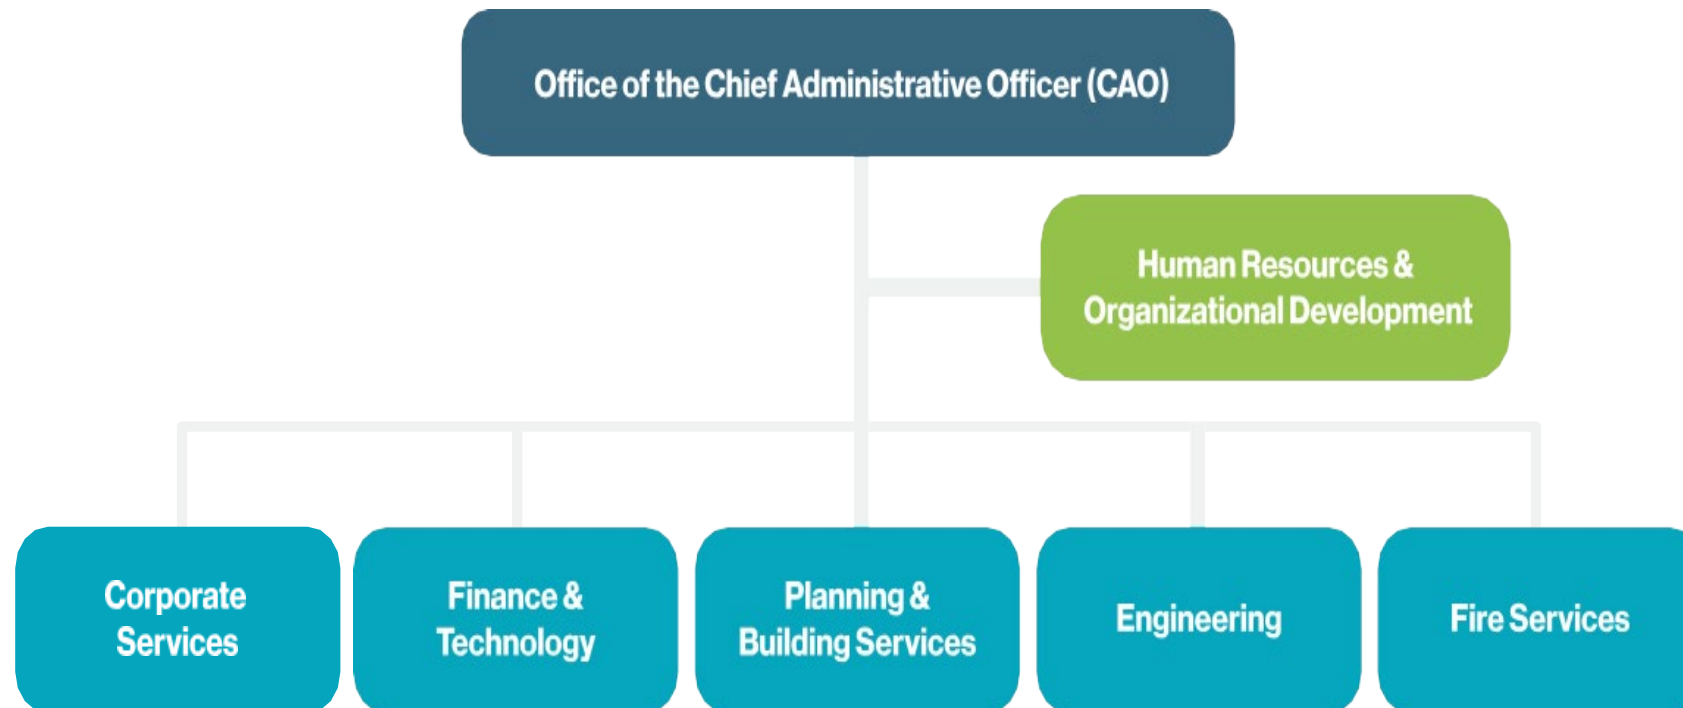 Office of the Chief Administrative Officer (CAO)
Human Resources &
Organizational Development
Corporate
Services
Finance &
Technology
Planning &
Building Services
Engineering
Fire Services